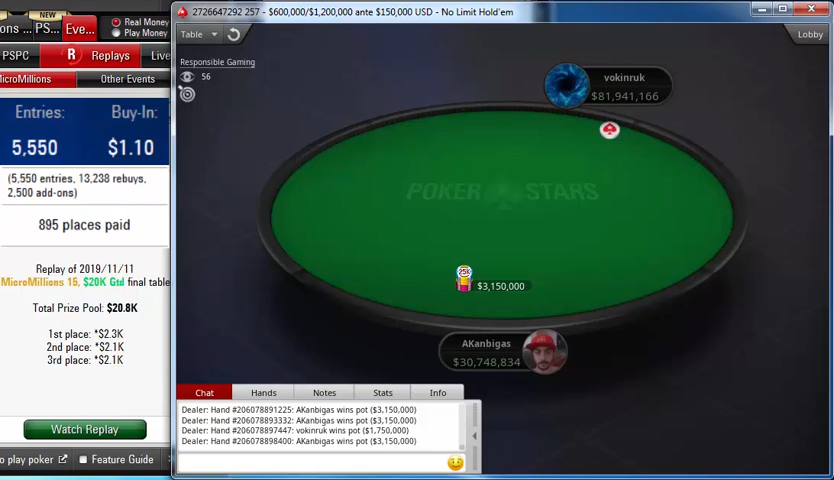 ons ... PS... Eve...
NEW
Real Money
Play Money
PSPC
R Replays
Live
MicroMillions
Other Events
Entries: Buy-In:
5,550 $1.10
(5,550 entries, 13,238 rebuys,
2,500 add-ons)
895 places paid
Replay of 2019/11/11
MicroMillions 15, $20K Gtd final table
Total Prize Pool: $20.8K
1st place: *$2.3K
2nd place: *$2.1K
3rd place: *$2.1K
Watch Replay
o play poker
Feature Guide
2726647292 257 - $600,000/$1,200,000 ante $150,000 USD - No Limit Hold'em
Table
Lobby
Responsible Gaming
56
vokinruk
$81,941,166
POKER STARS
25K
$3,150,000
AKanbigas
$30,748,834
Chat Hands Notes Stats Info
Dealer: Hand #206078891225: AKanbigas wins pot ($3,150,000)
Dealer: Hand #206078893332: AKanbigas wins pot ($3,150,000)
Dealer: Hand #206078897447: vokinruk wins pot ($1,750,000)
Dealer: Hand #206078898400: AKanbigas wins pot ($3,150,000)